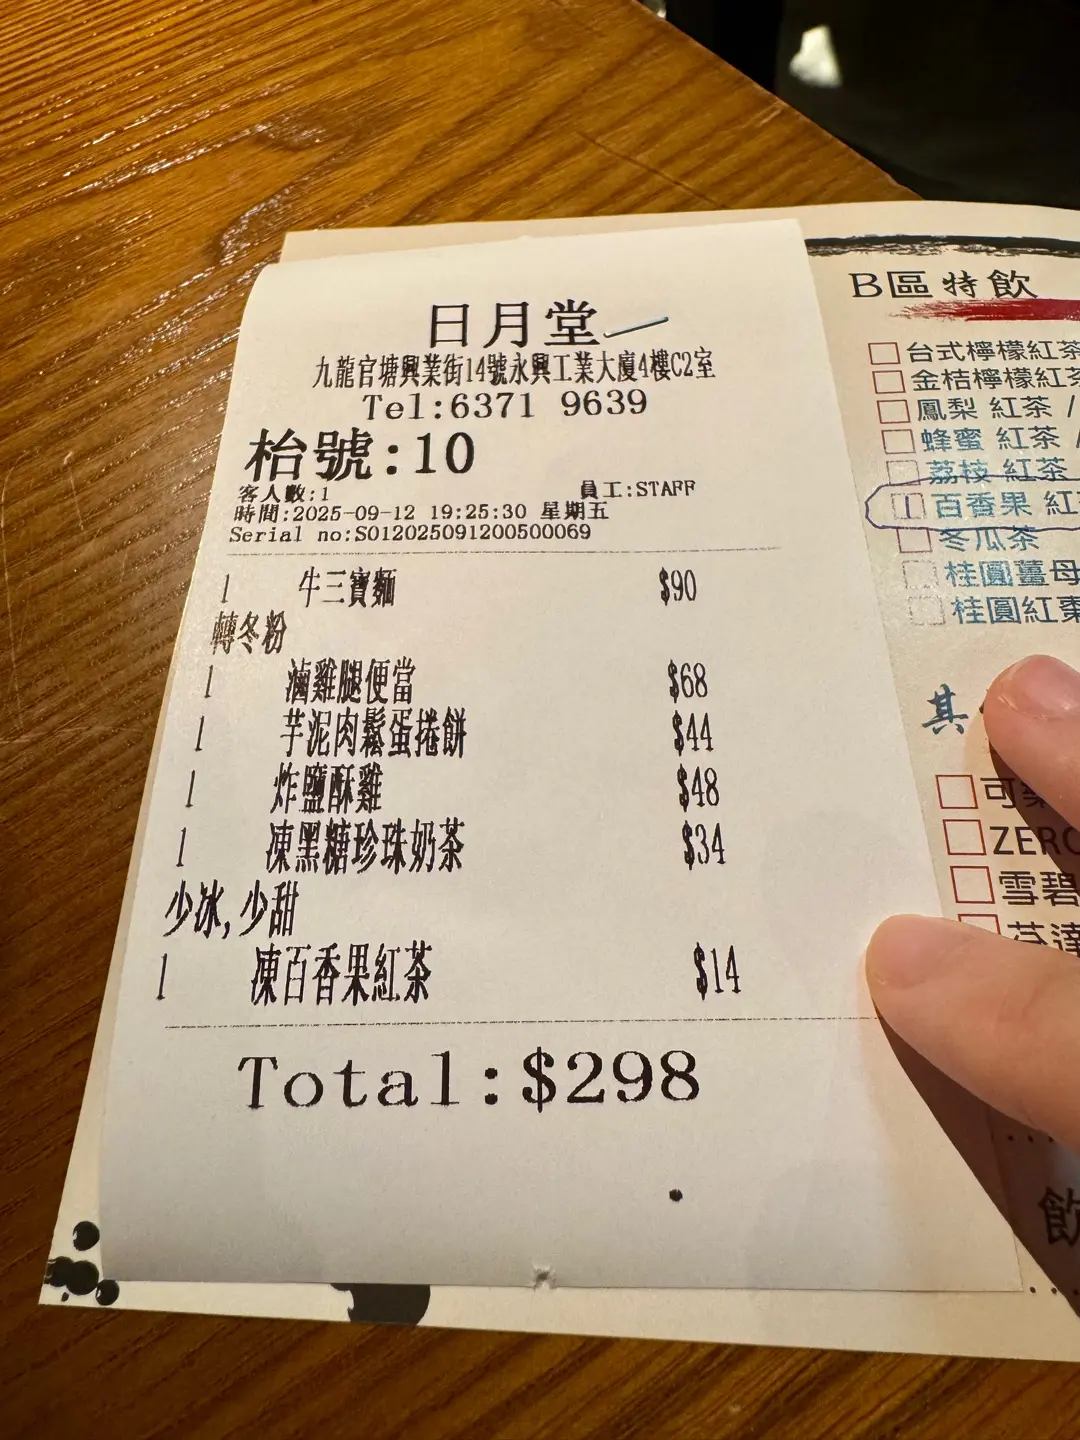 日月堂
九龍官塘興業街14號永興工業大廈4樓C2室
Tel:6371 9639
枱號:10
客人數:1 員工:STAFF
時間:2025-09-12 19:25:30 星期五
Serial no:S012025091200500069
1 牛三寶麵 $90
轉冬粉
1 滷雞腿便當 $68
1 芋泥肉鬆蛋捲餅 $44
1 炸鹽酥雞 $48
1 凍黑糖珍珠奶茶 $34
少冰,少甜
1 凍百香果紅茶 $14
Total:$298
B區特飲
台式檸檬紅茶
金桔檸檬紅茶
鳳梨 紅茶 /
蜂蜜 紅茶 /
荔枝 紅茶
1 百香果 紅
冬瓜茶
桂圓薑母
桂圓紅棗
其
可樂
ZERO
雪碧
芬達
飲